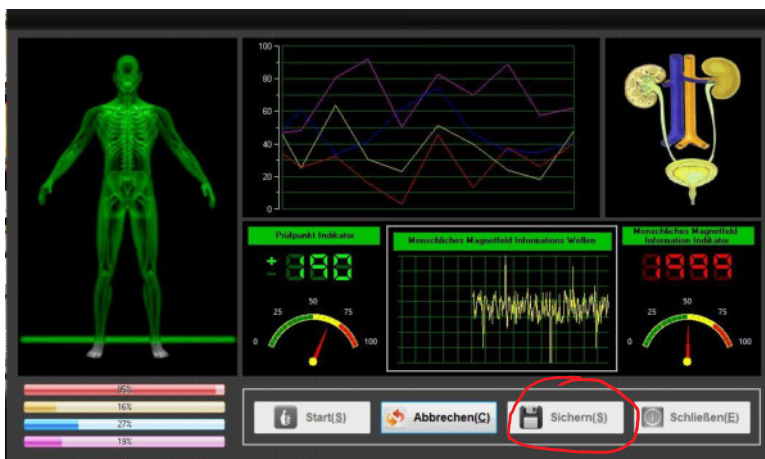 100
80
60
40
20
0
Prüfpunkt Indikator
Menschliches Magnetfeld Informations Wellen
Menschliches Magnetfeld
Information Indikator
+ 190
-
1999
0 25 50 75 100
0 25 50 75 100
95%
16%
27%
19%
Start(S)
Abbrechen(C)
Sichern(S)
Schließen(E)